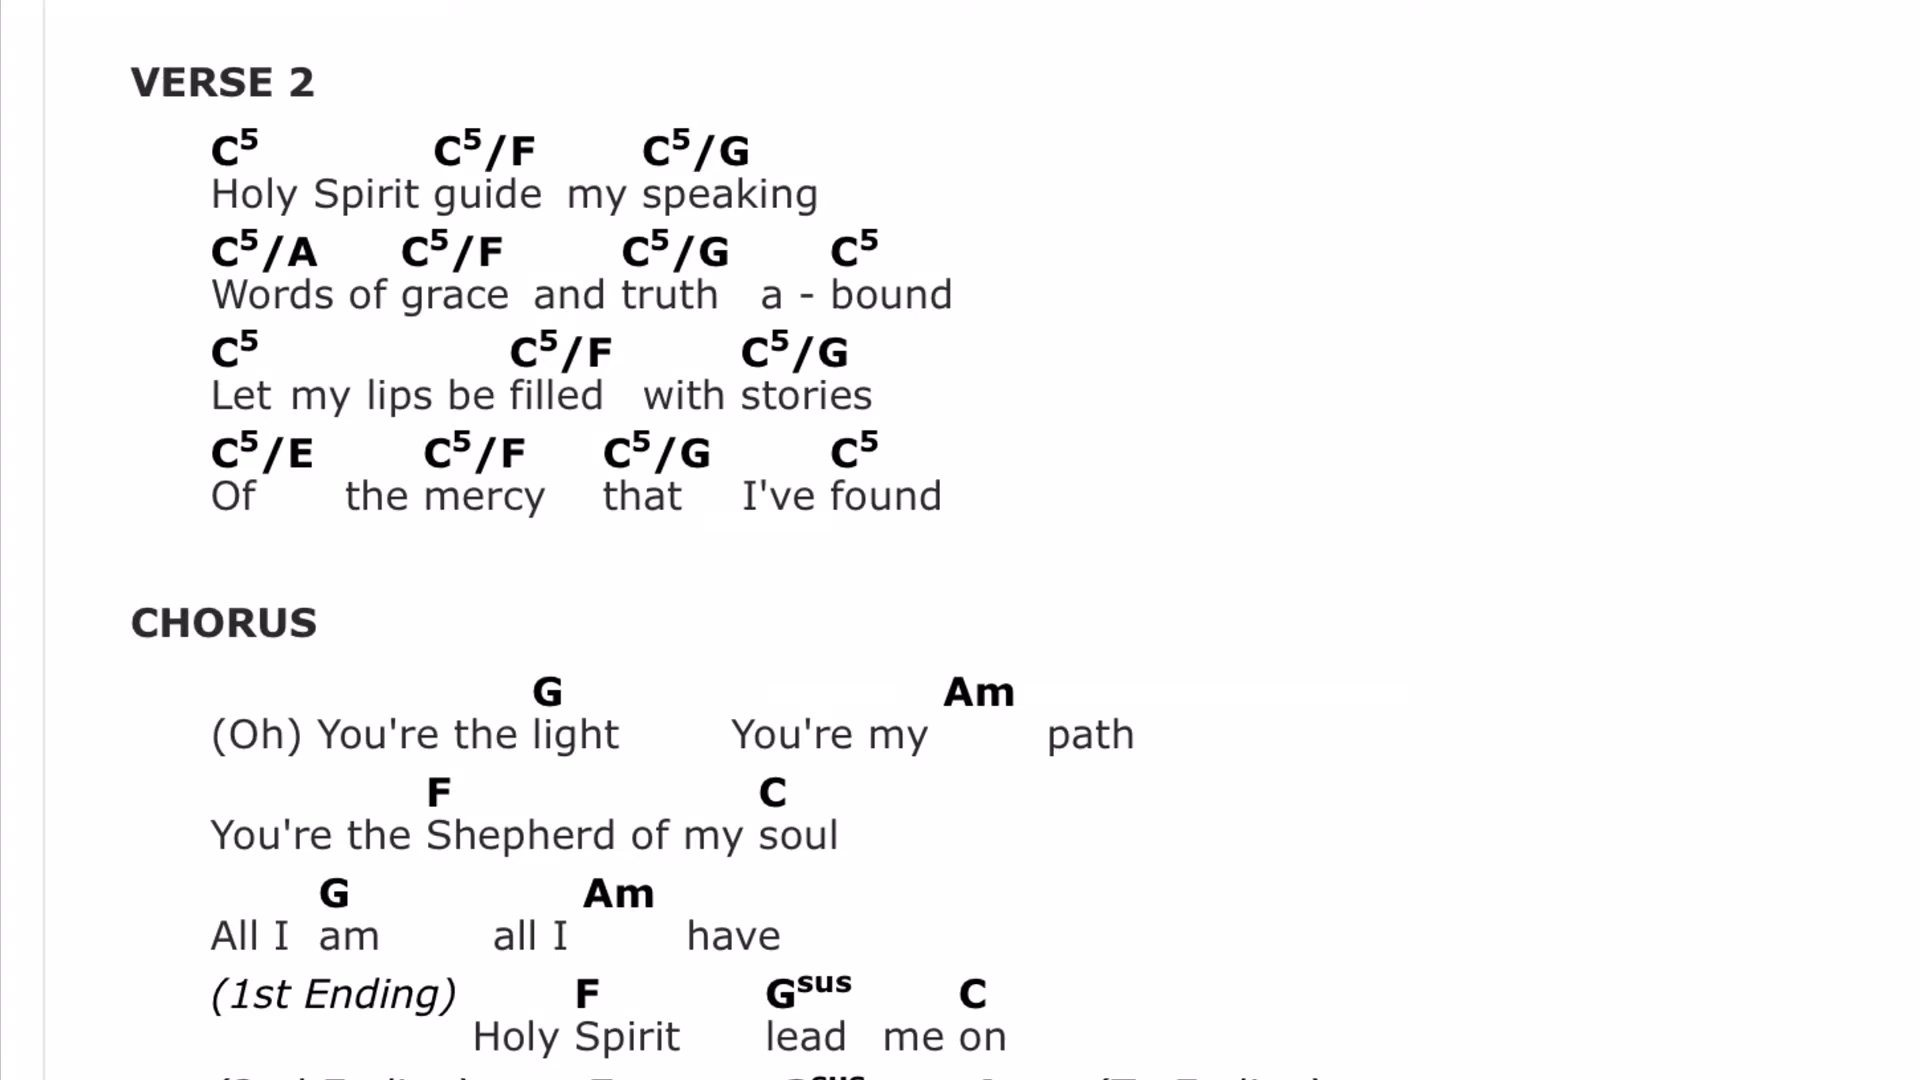 VERSE 2
C5 C5/F C5/G
Holy Spirit guide my speaking
C5/A C5/F C5/G C5
Words of grace and truth a - bound
C5 C5/F C5/G
Let my lips be filled with stories
C5/E C5/F C5/G C5
Of the mercy that I've found
CHORUS
G Am
(Oh) You're the light You're my path
F C
You're the Shepherd of my soul
G Am
All I am all I have
(1st Ending) F Gsus C
Holy Spirit lead me on